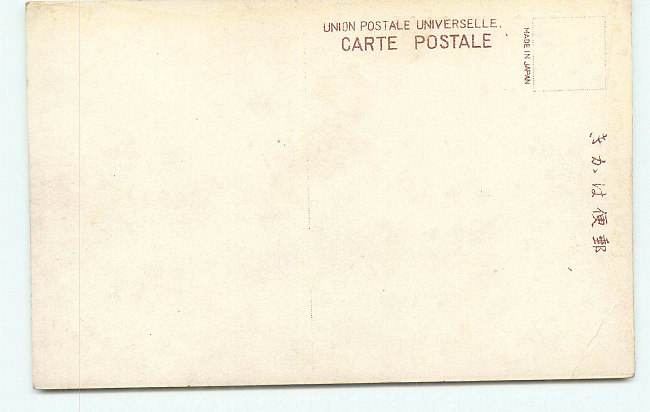 UNION POSTALE UNIVERSELLE.
CARTE POSTALE
MADE IN JAPAN
きかは便郵